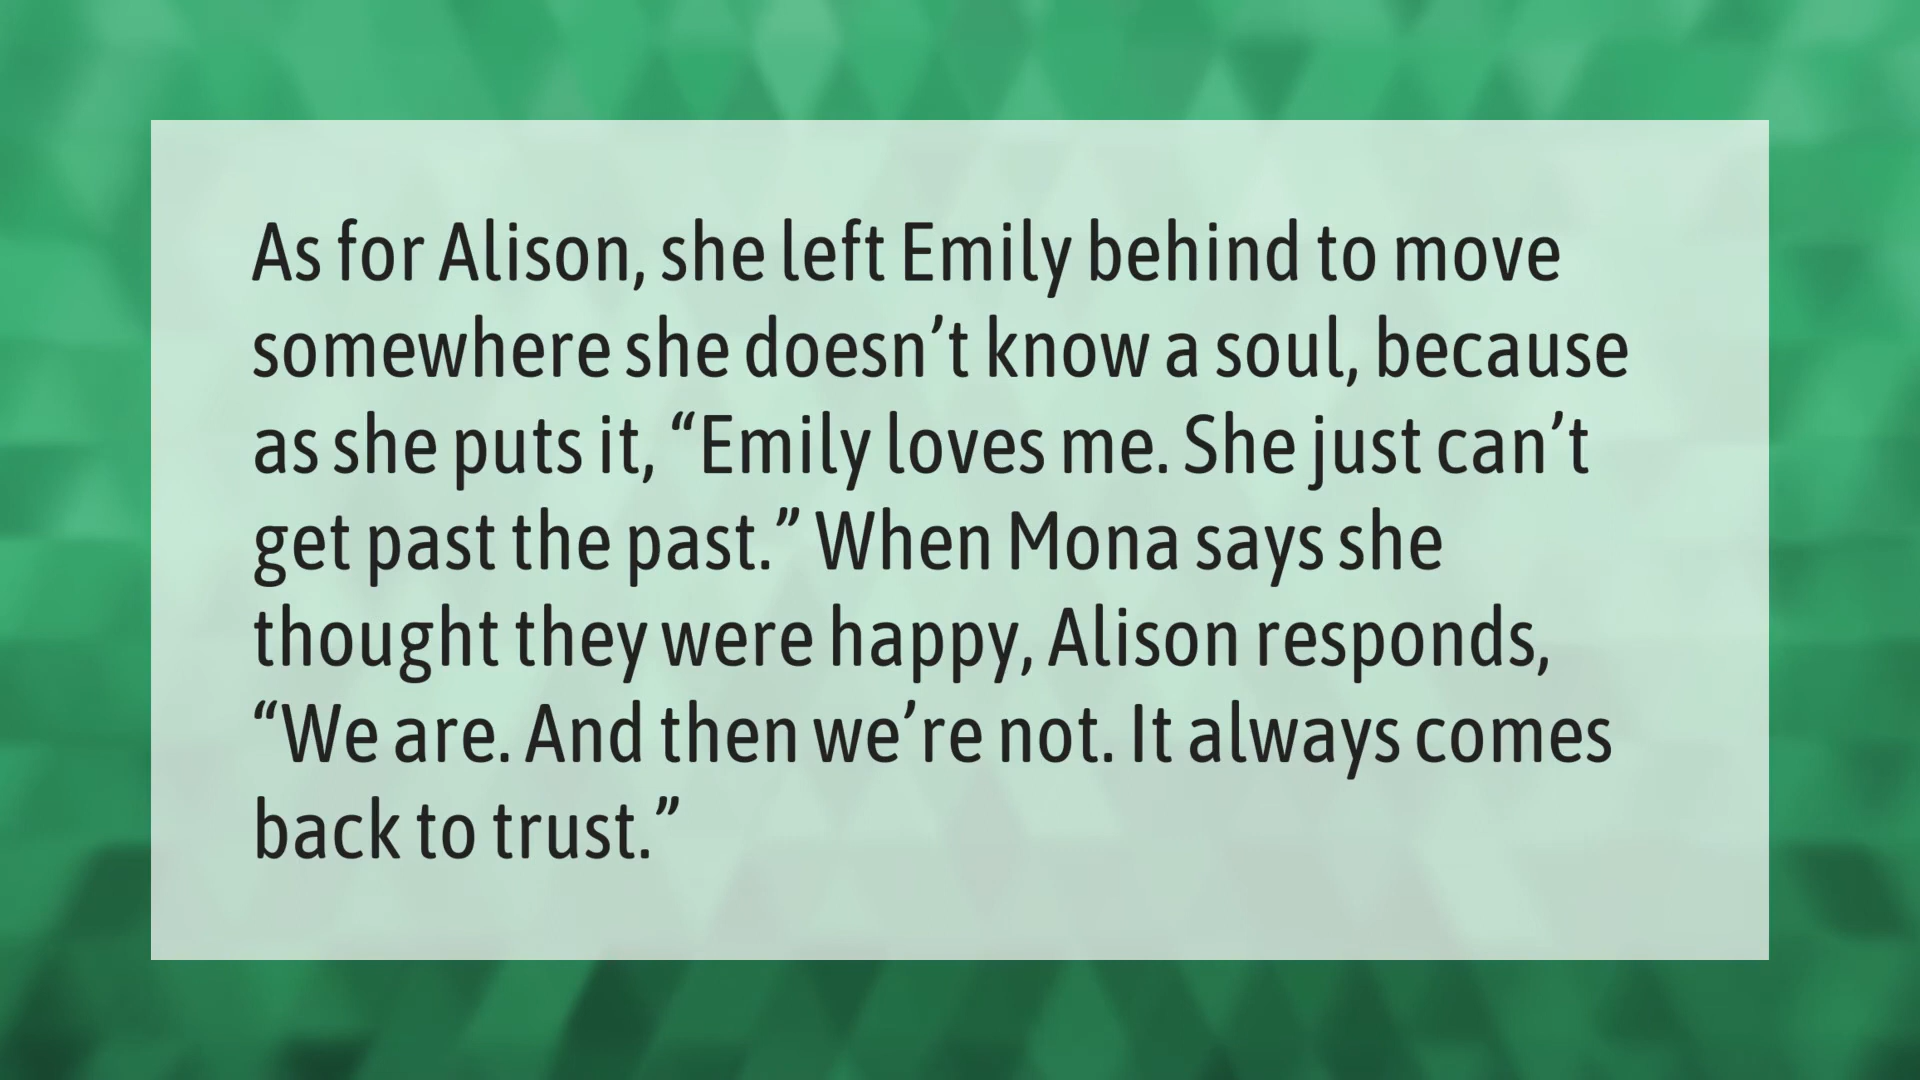 As for Alison, she left Emily behind to move
somewhere she doesn’t know a soul, because
as she puts it, “Emily loves me. She just can’t
get past the past.” When Mona says she
thought they were happy, Alison responds,
“We are. And then we’re not. It always comes
back to trust.”